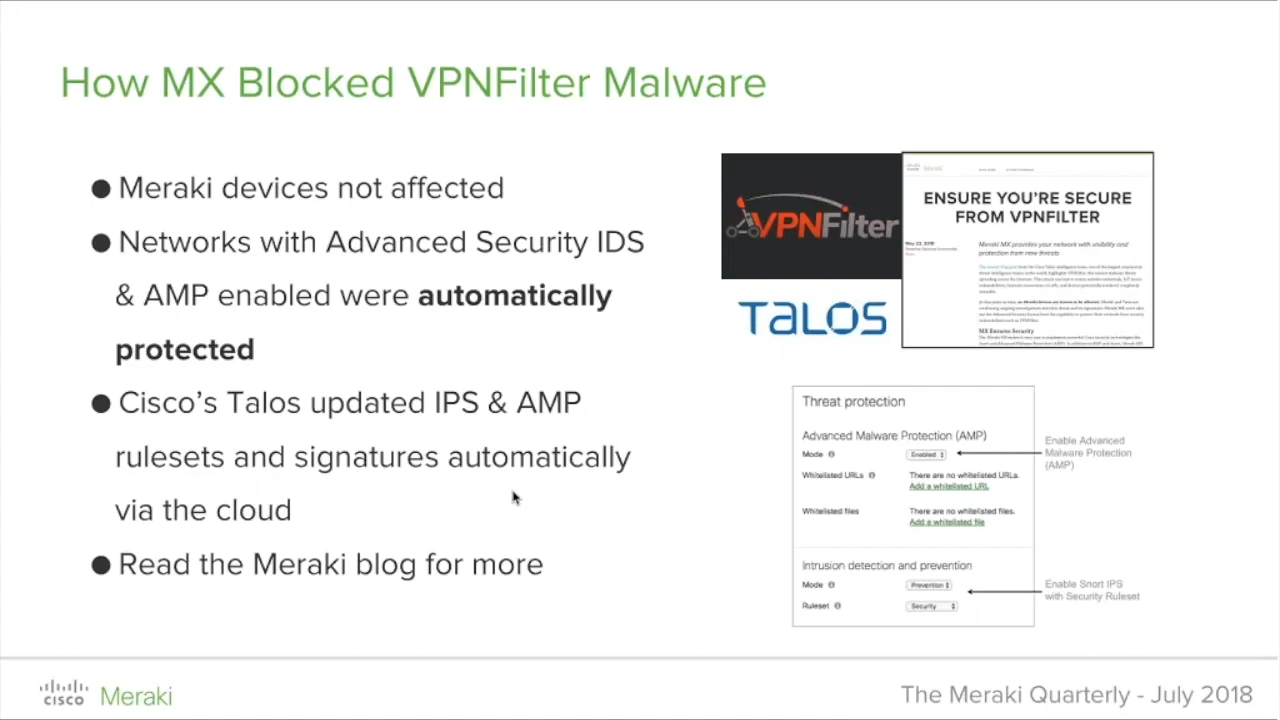 How MX Blocked VPNFilter Malware
● Meraki devices not affected
● Networks with Advanced Security IDS
& AMP enabled were automatically
protected
● Cisco's Talos updated IPS & AMP
rulesets and signatures automatically
via the cloud
● Read the Meraki blog for more
VPNFilter
TALOS
ENSURE YOU'RE SECURE
FROM VPNFILTER
Meraki MX provides your network with visibility and
protection from new threats
MX Ensures Security
Threat protection
Advanced Malware Protection (AMP)
Mode Enabled
Whitelisted URLs There are no whitelisted URLs.
Add a whitelisted URL
Whitelisted files There are no whitelisted files.
Add a whitelisted file
Intrusion detection and prevention
Mode Prevention
Ruleset Security
Enable Advanced
Malware Protection
(AMP)
Enable Snort IPS
with Security Ruleset
CISCO Meraki
The Meraki Quarterly - July 2018